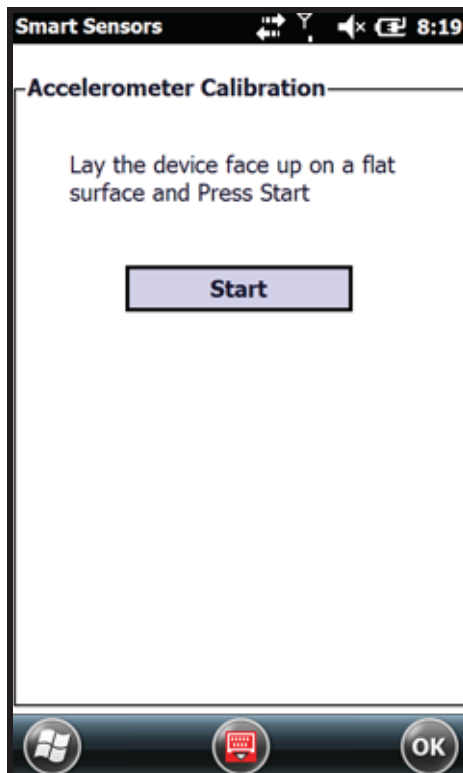 Smart Sensors 8:19
Accelerometer Calibration
Lay the device face up on a flat
surface and Press Start
Start
OK